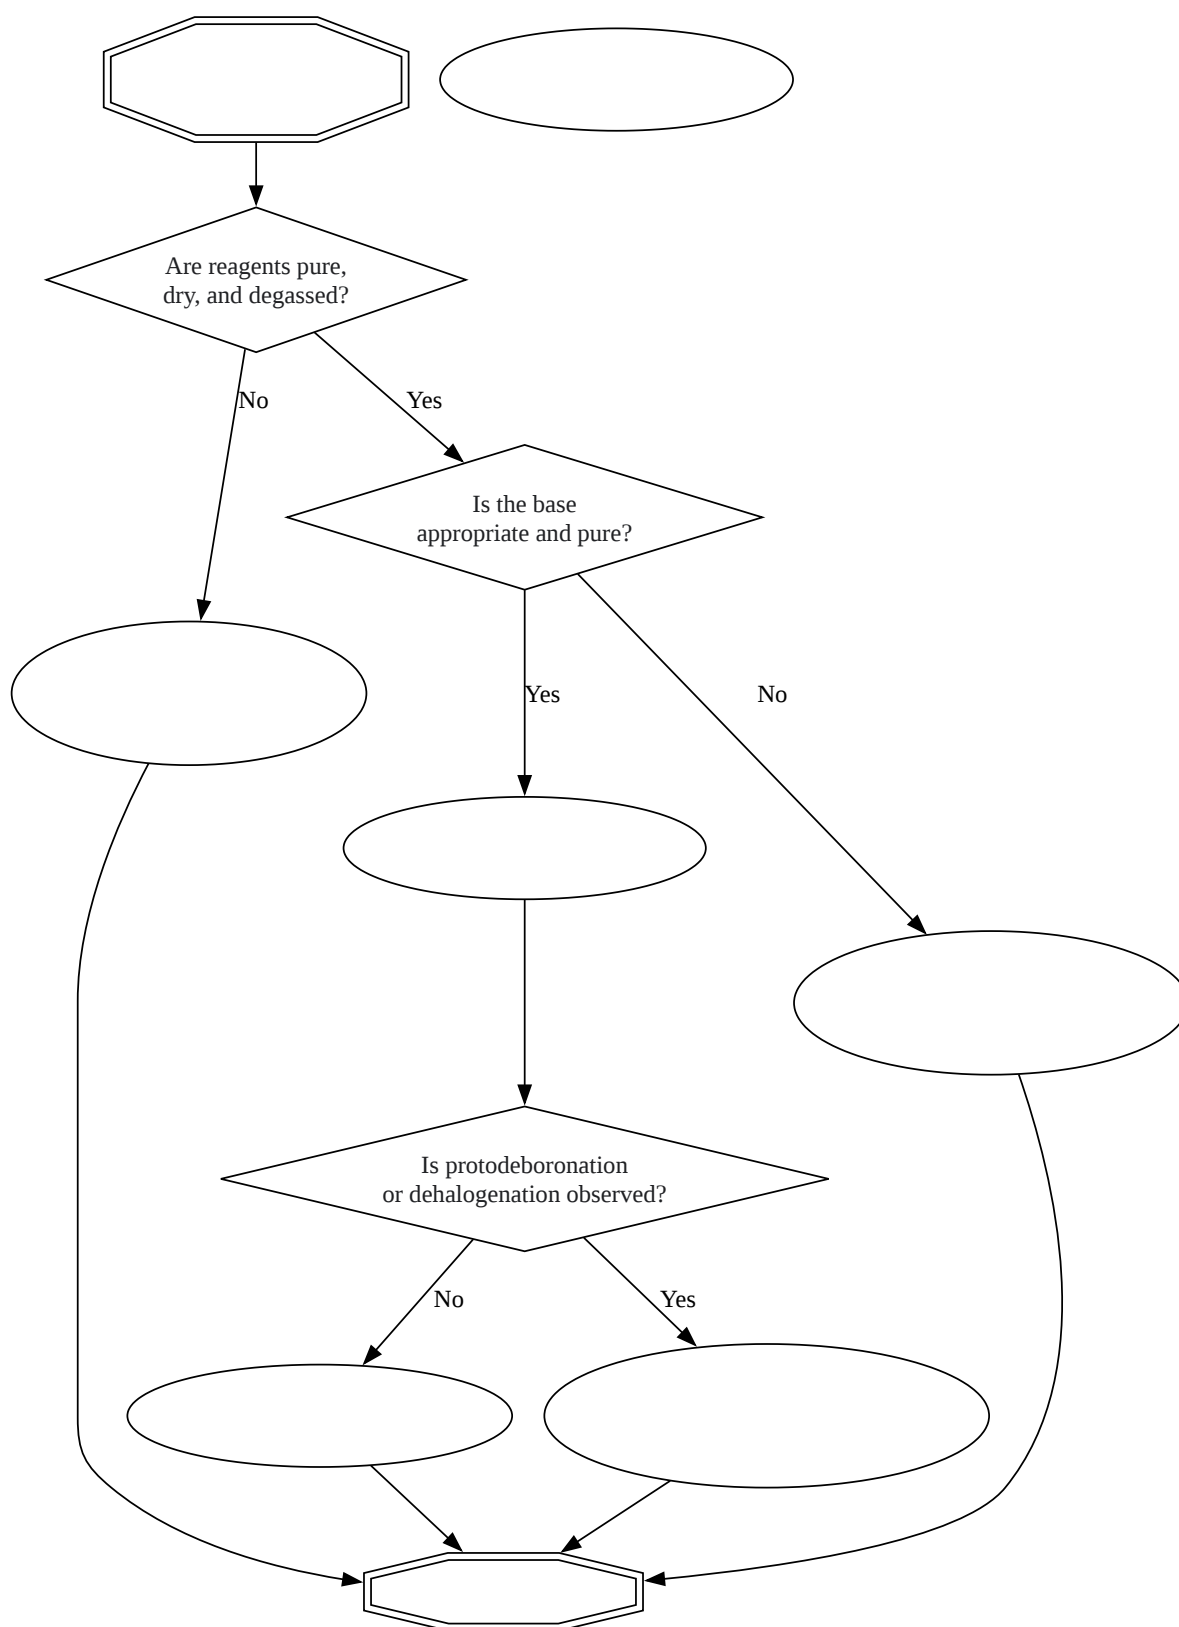 Are reagents pure,
dry, and degassed?
No
Yes
Is the base
appropriate and pure?
Yes
No
Is protodeboronation
or dehalogenation observed?
No
Yes